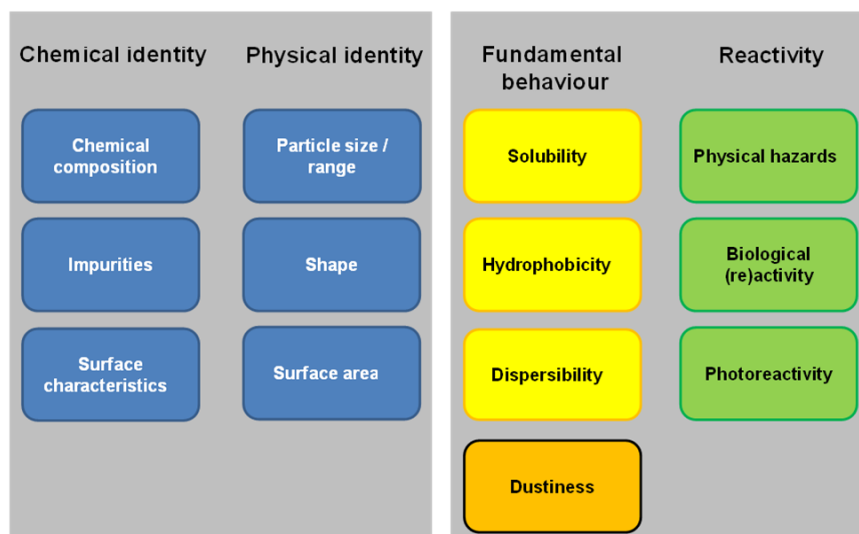 Chemical identity
Chemical
composition
Impurities
Surface
characteristics
Physical identity
Particle size /
range
Shape
Surface area
Fundamental
behaviour
Solubility
Hydrophobicity
Dispersibility
Dustiness
Reactivity
Physical hazards
Biological
(re)activity
Photoreactivity